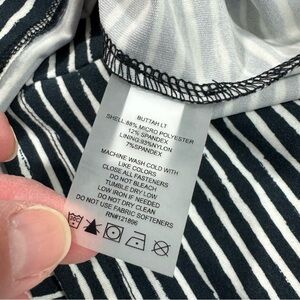 BUTTAH LT
SHELL:88% MICRO POLYESTER
12% SPANDEX
LINING:93%NYLON
7%SPANDEX
MACHINE WASH COLD WITH
LIKE COLORS
CLOSE ALL FASTENERS
DO NOT BLEACH
TUMBLE DRY LOW
LOW IRON IF NEEDED
DO NOT DRY CLEAN
DO NOT USE FABRIC SOFTENERS
RN#121806